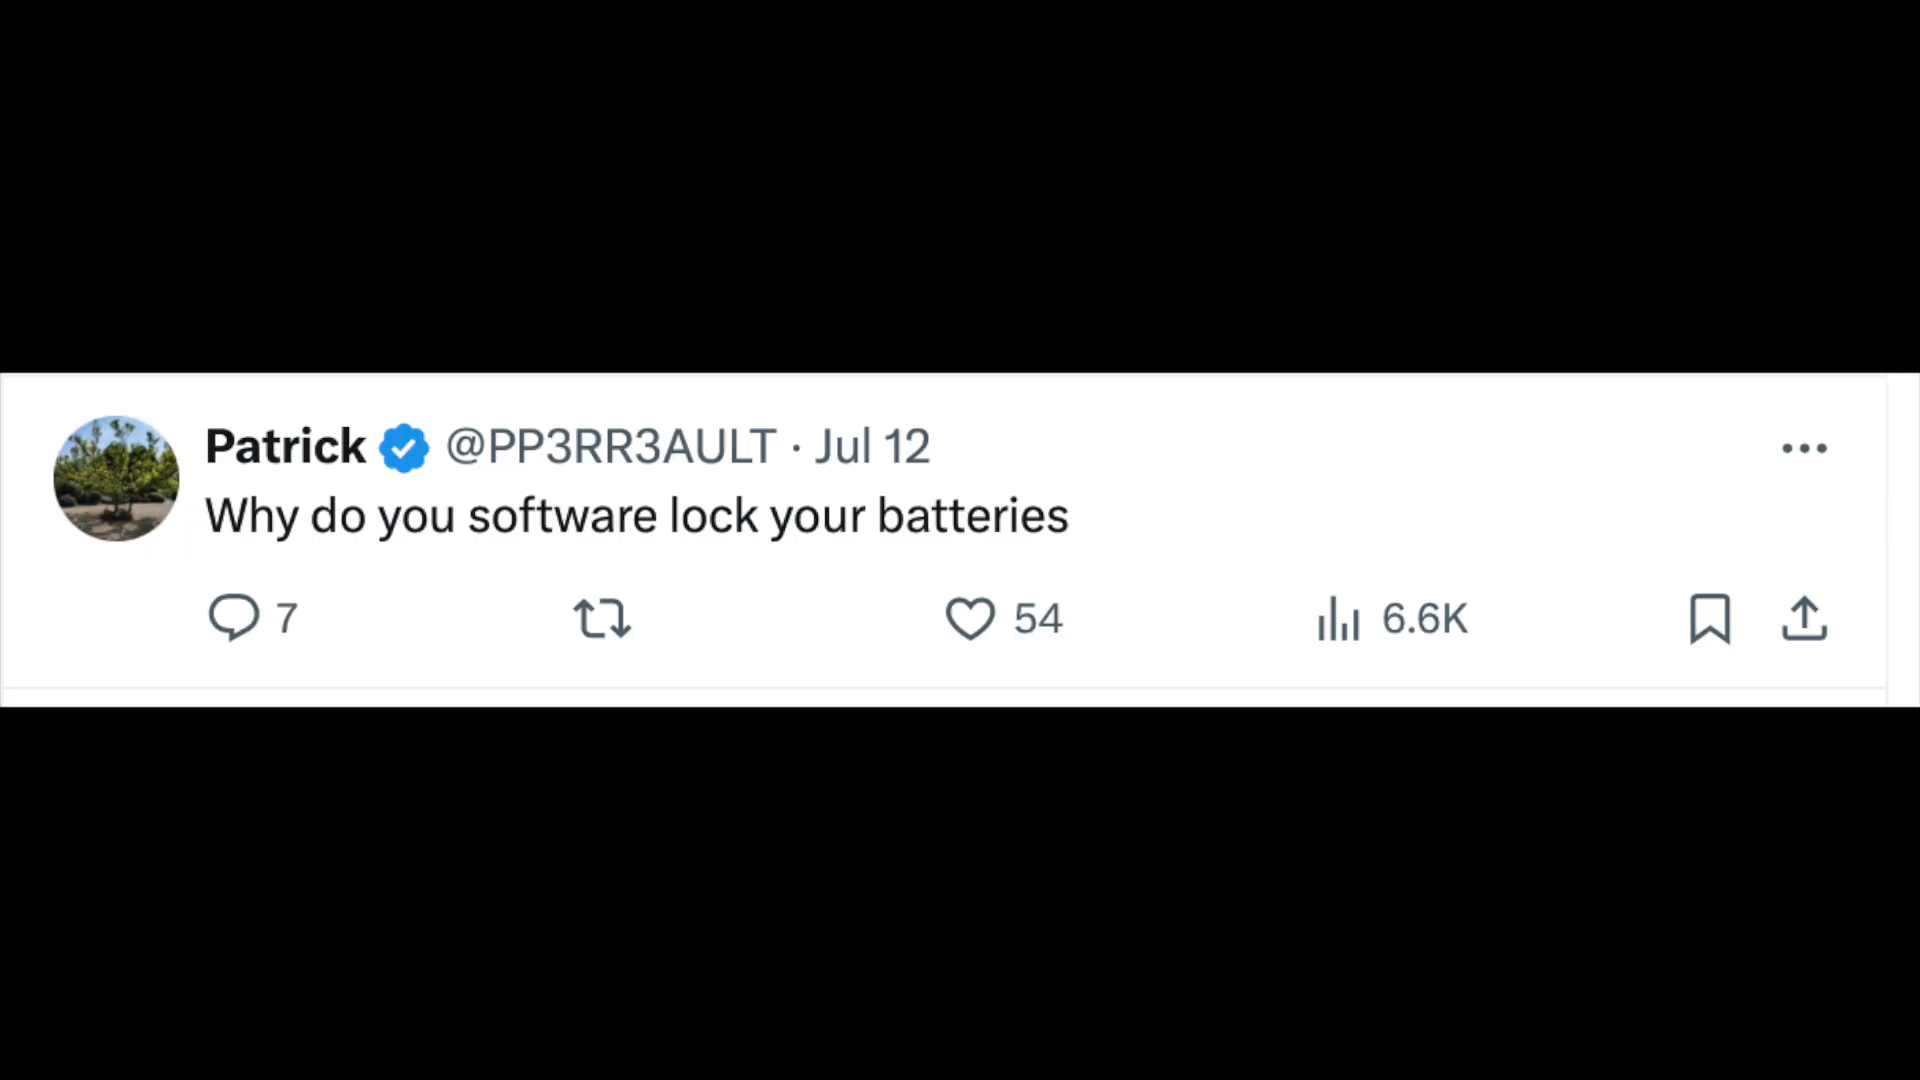 Patrick @PP3RR3AULT · Jul 12
Why do you software lock your batteries
7 54 6.6K